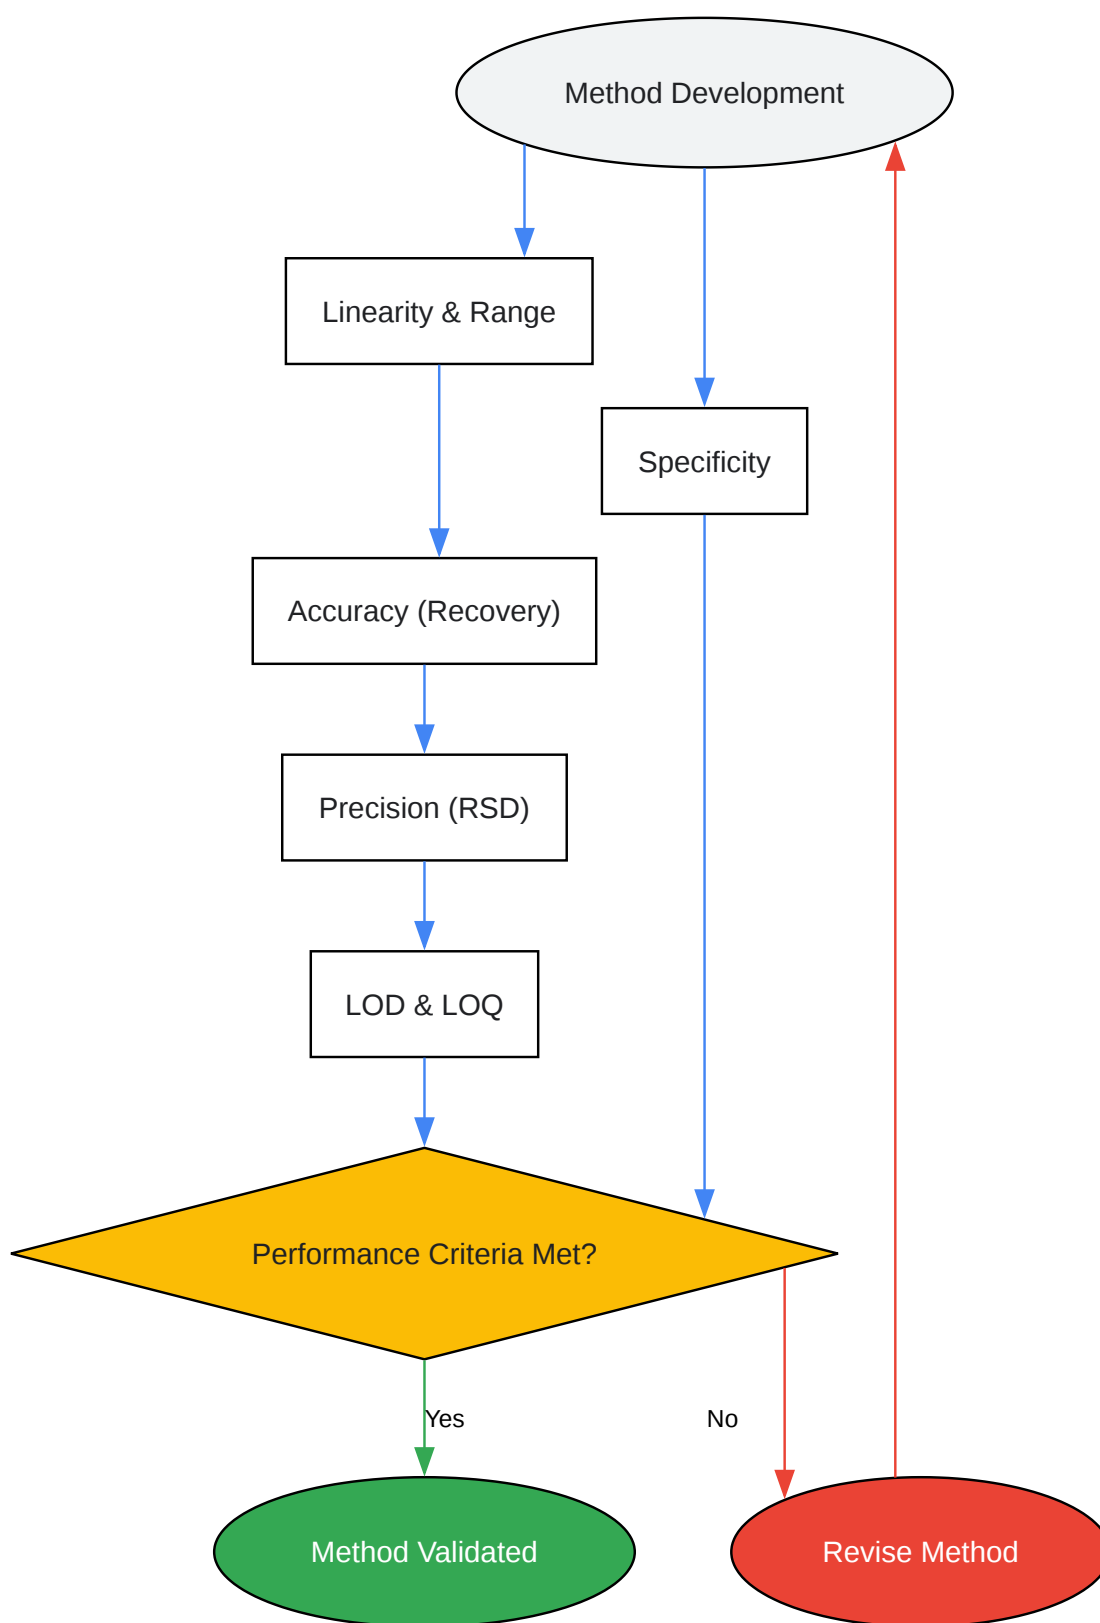 Method Development
Linearity & Range
Specificity
Accuracy (Recovery)
Precision (RSD)
LOD & LOQ
Performance Criteria Met?
Yes
No
Method Validated
Revise Method